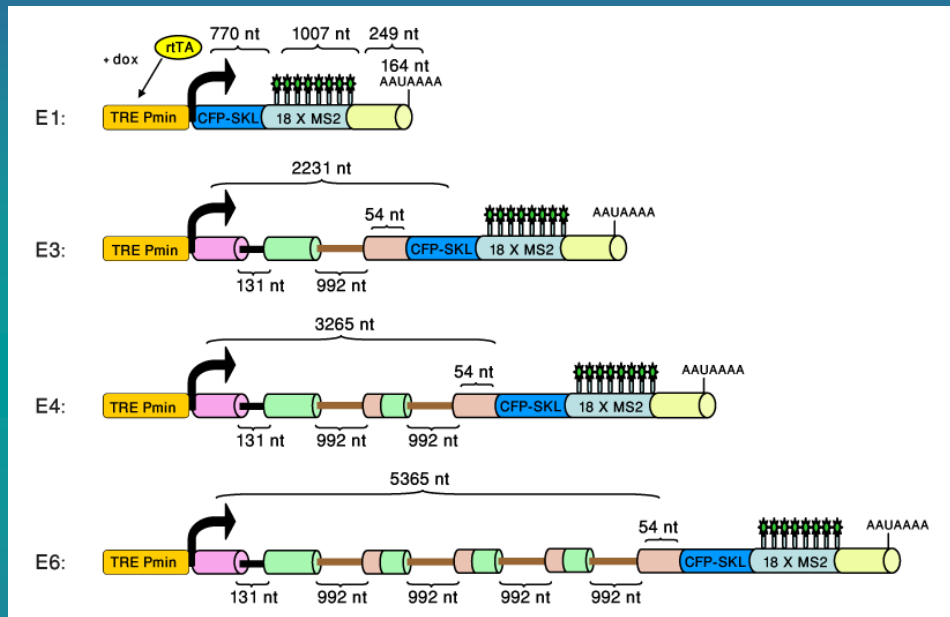 770 nt 1007 nt 249 nt
+ dox rtTA 164 nt
AAUAAAA
E1: TRE Pmin CFP-SKL 18 X MS2
2231 nt
54 nt AAUAAAA
E3: TRE Pmin CFP-SKL 18 X MS2
131 nt 992 nt
3265 nt
54 nt AAUAAAA
E4: TRE Pmin CFP-SKL 18 X MS2
131 nt 992 nt 992 nt
5365 nt
54 nt AAUAAAA
E6: TRE Pmin CFP-SKL 18 X MS2
131 nt 992 nt 992 nt 992 nt 992 nt